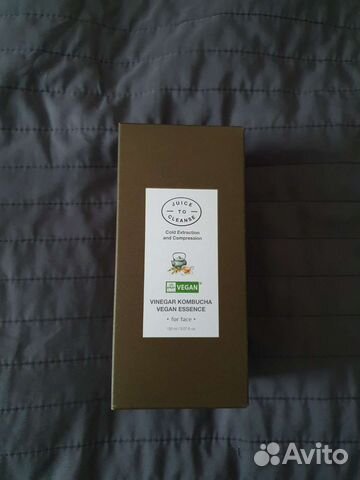 JUICE
TO
CLEANSE
Cold Extraction
and Compression
VEGAN
VINEGAR KOMBUCHA
VEGAN ESSENCE
• for face •
Avito